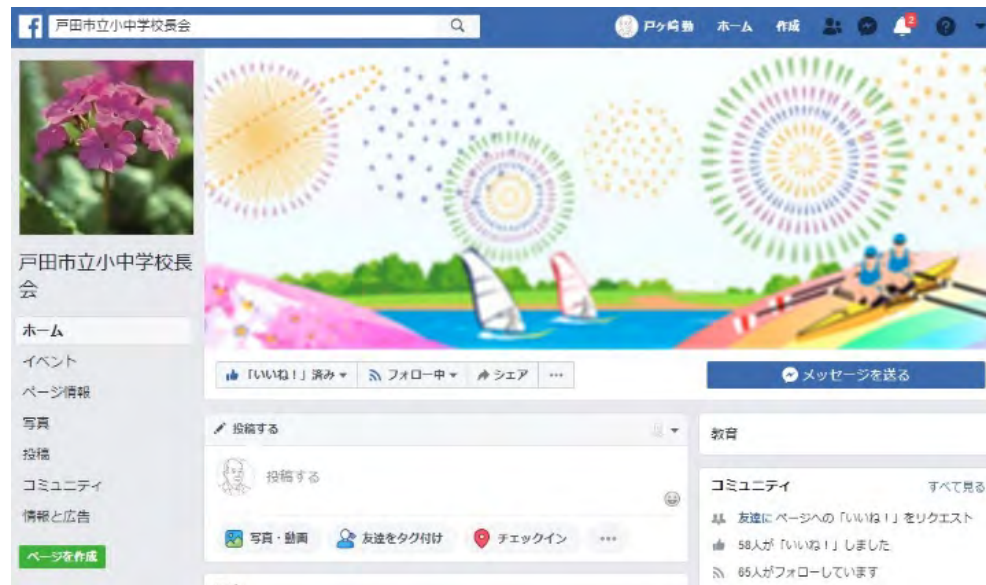 戸田市立小中学校長会
戸ヶ崎勤 ホーム 作成
2
戸田市立小中学校長
会
ホーム
イベント
ページ情報
写真
投稿
コミュニティ
情報と広告
ページを作成
「いいね！」済み フォロー中 シェア ...
メッセージを送る
投稿する
投稿する
写真・動画 友達をタグ付け チェックイン ...
教育
コミュニティ すべて見る
友達に ページへの「いいね！」をリクエスト
58人が「いいね！」しました
65人がフォローしています